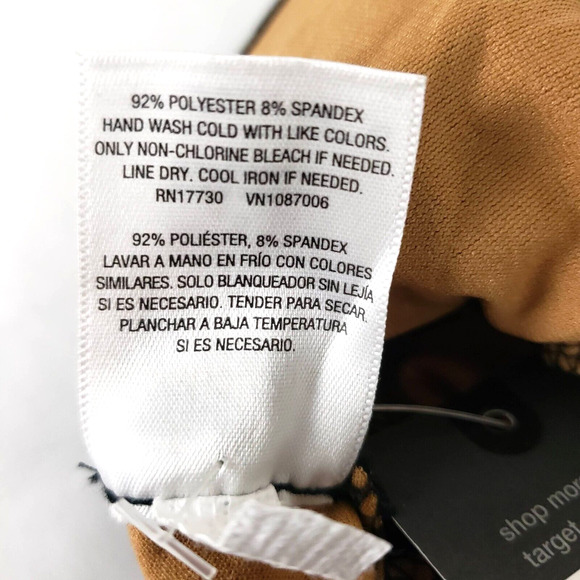 92% POLYESTER 8% SPANDEX
HAND WASH COLD WITH LIKE COLORS.
ONLY NON-CHLORINE BLEACH IF NEEDED.
LINE DRY. COOL IRON IF NEEDED.
RN17730 VN1087006
92% POLIÉSTER, 8% SPANDEX
LAVAR A MANO EN FRÍO CON COLORES
SIMILARES. SOLO BLANQUEADOR SIN LEJÍA
SI ES NECESARIO. TENDER PARA SECAR.
PLANCHAR A BAJA TEMPERATURA
SI ES NECESARIO.
shop mor
target